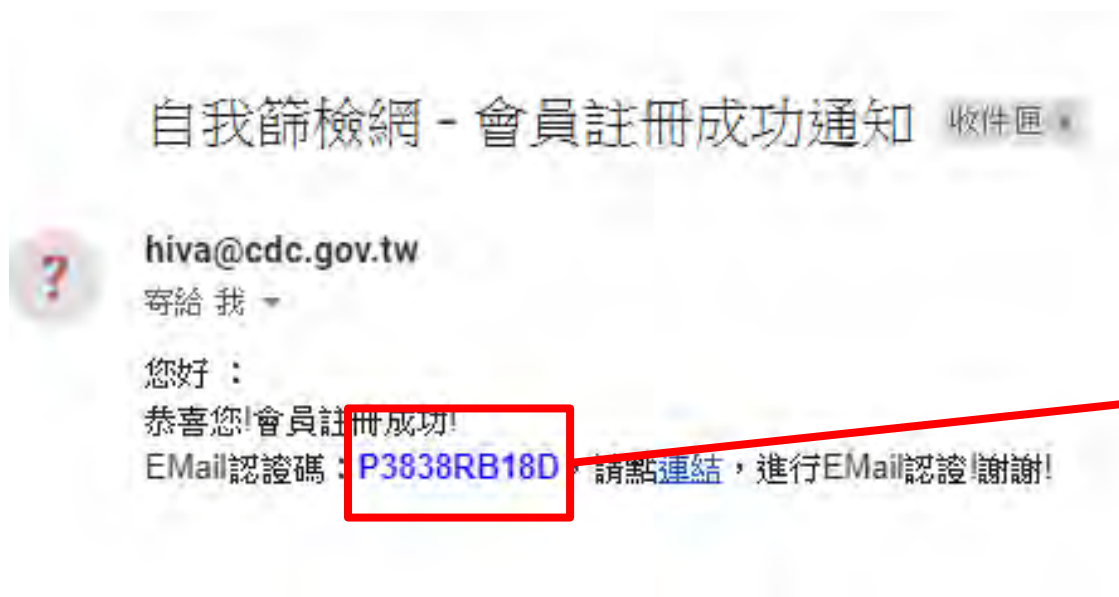 自我篩檢網 - 會員註冊成功通知 收件匣 x
?
hiva@cdc.gov.tw
寄給 我
您好：
恭喜您!會員註冊成功!
EMail認證碼：P3838RB18D，請點連結，進行EMail認證!謝謝!